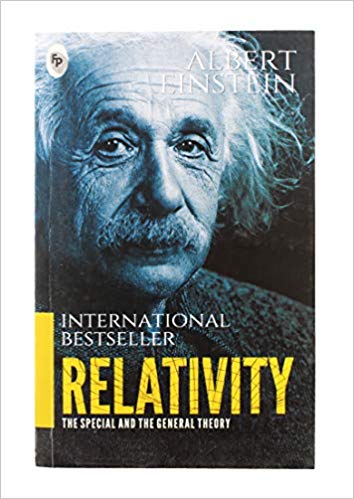 FP
ALBERT
EINSTEIN
INTERNATIONAL
BESTSELLER
RELATIVITY
THE SPECIAL AND THE GENERAL THEORY